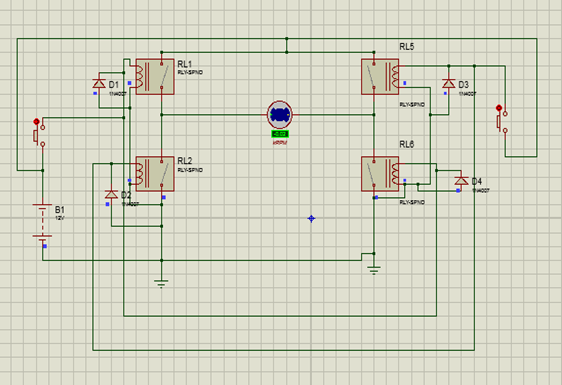 RL5
RL1
RLY-SPNO
D1
1N4007
D3
1N4007
RLY-SPNO
RL6
RL2
RLY-SPNO
D4
1N4007
D2
1N4007
RLY-SPNO
B1
12V